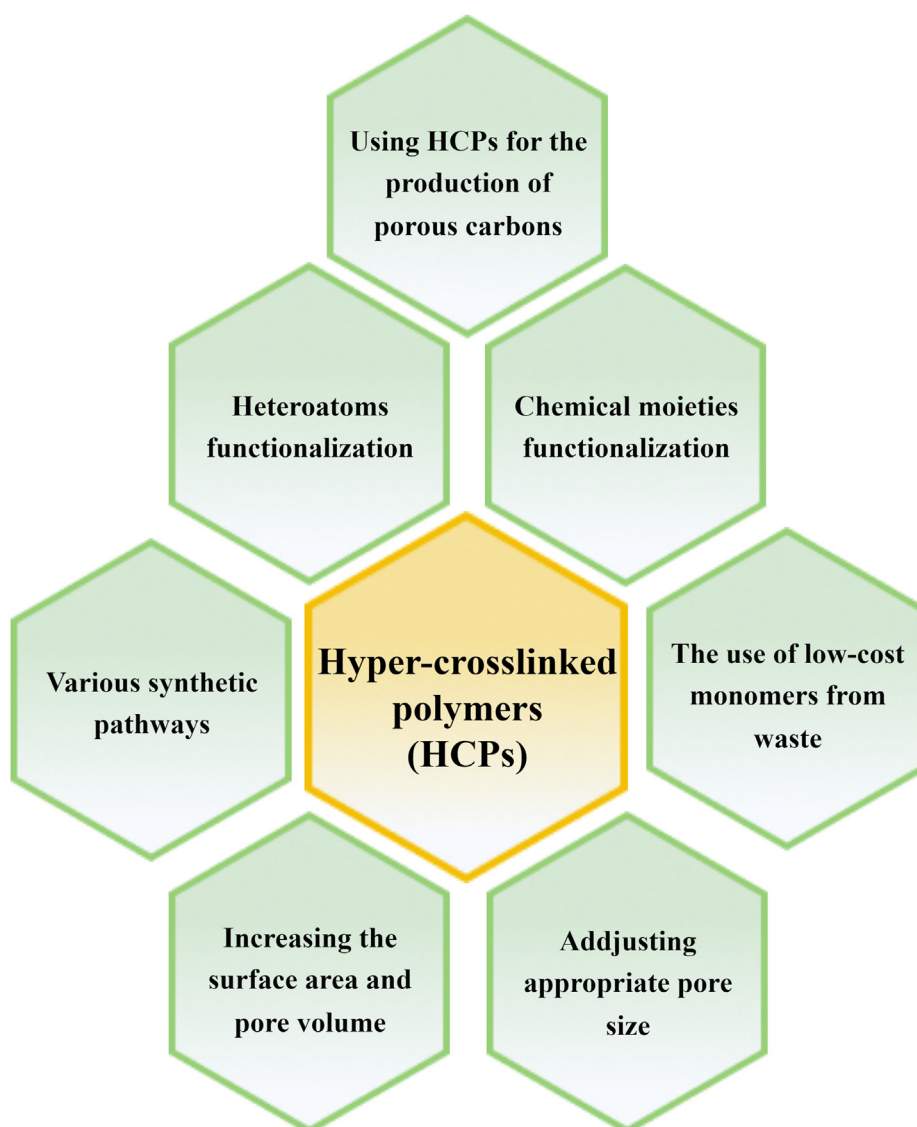 Using HCPs for the
production of
porous carbons
Heteroatoms
functionalization
Chemical moieties
functionalization
Various synthetic
pathways
Hyper-crosslinked
polymers
(HCPs)
The use of low-cost
monomers from
waste
Increasing the
surface area and
pore volume
Addjusting
appropriate pore
size